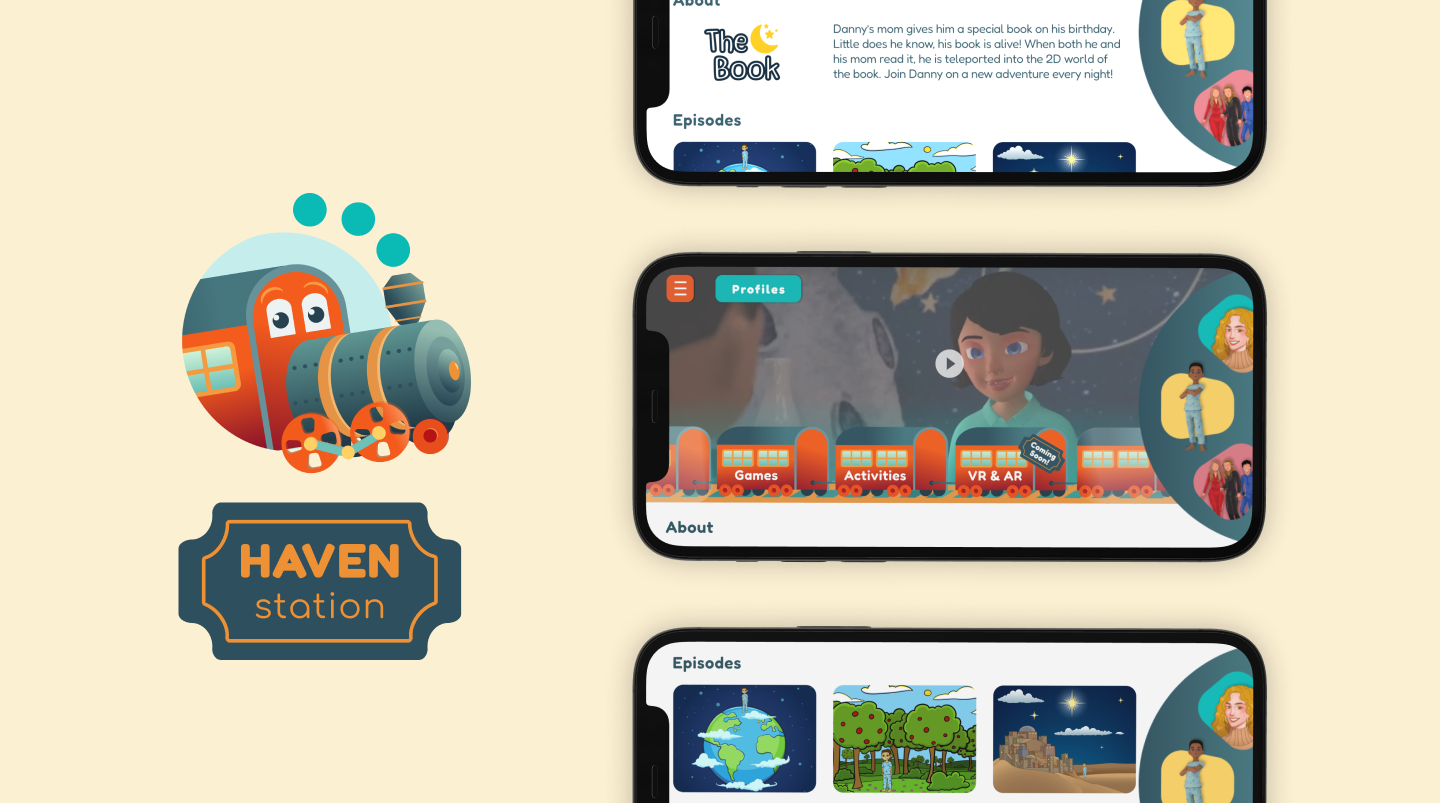 HAVEN
station
About
The
Book
Danny's mom gives him a special book on his birthday.
Little does he know, his book is alive! When both he and
his mom read it, he is teleported into the 2D world of
the book. Join Danny on a new adventure every night!
Episodes
Profiles
Games
Activities
VR & AR
Coming
Soon!
About
Episodes